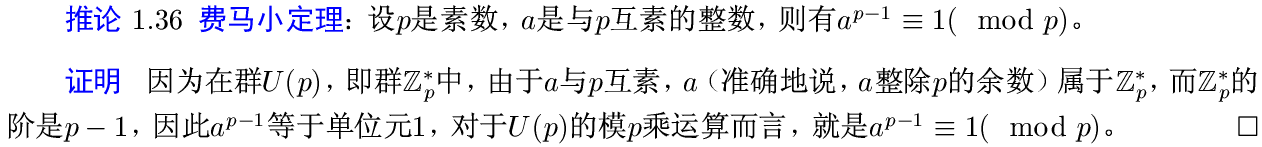 推论 1.36 费马小定理：设p是素数，a是与p互素的整数，则有a^{p−1} ≡ 1( mod p)。
证明 因为在群U(p)，即群ℤ_p^*中，由于a与p互素，a（准确地说，a整除p的余数）属于ℤ_p^*，而ℤ_p^*的
阶是p − 1，因此a^{p−1}等于单位元1，对于U(p)的模p乘运算而言，就是a^{p−1} ≡ 1( mod p)。 □